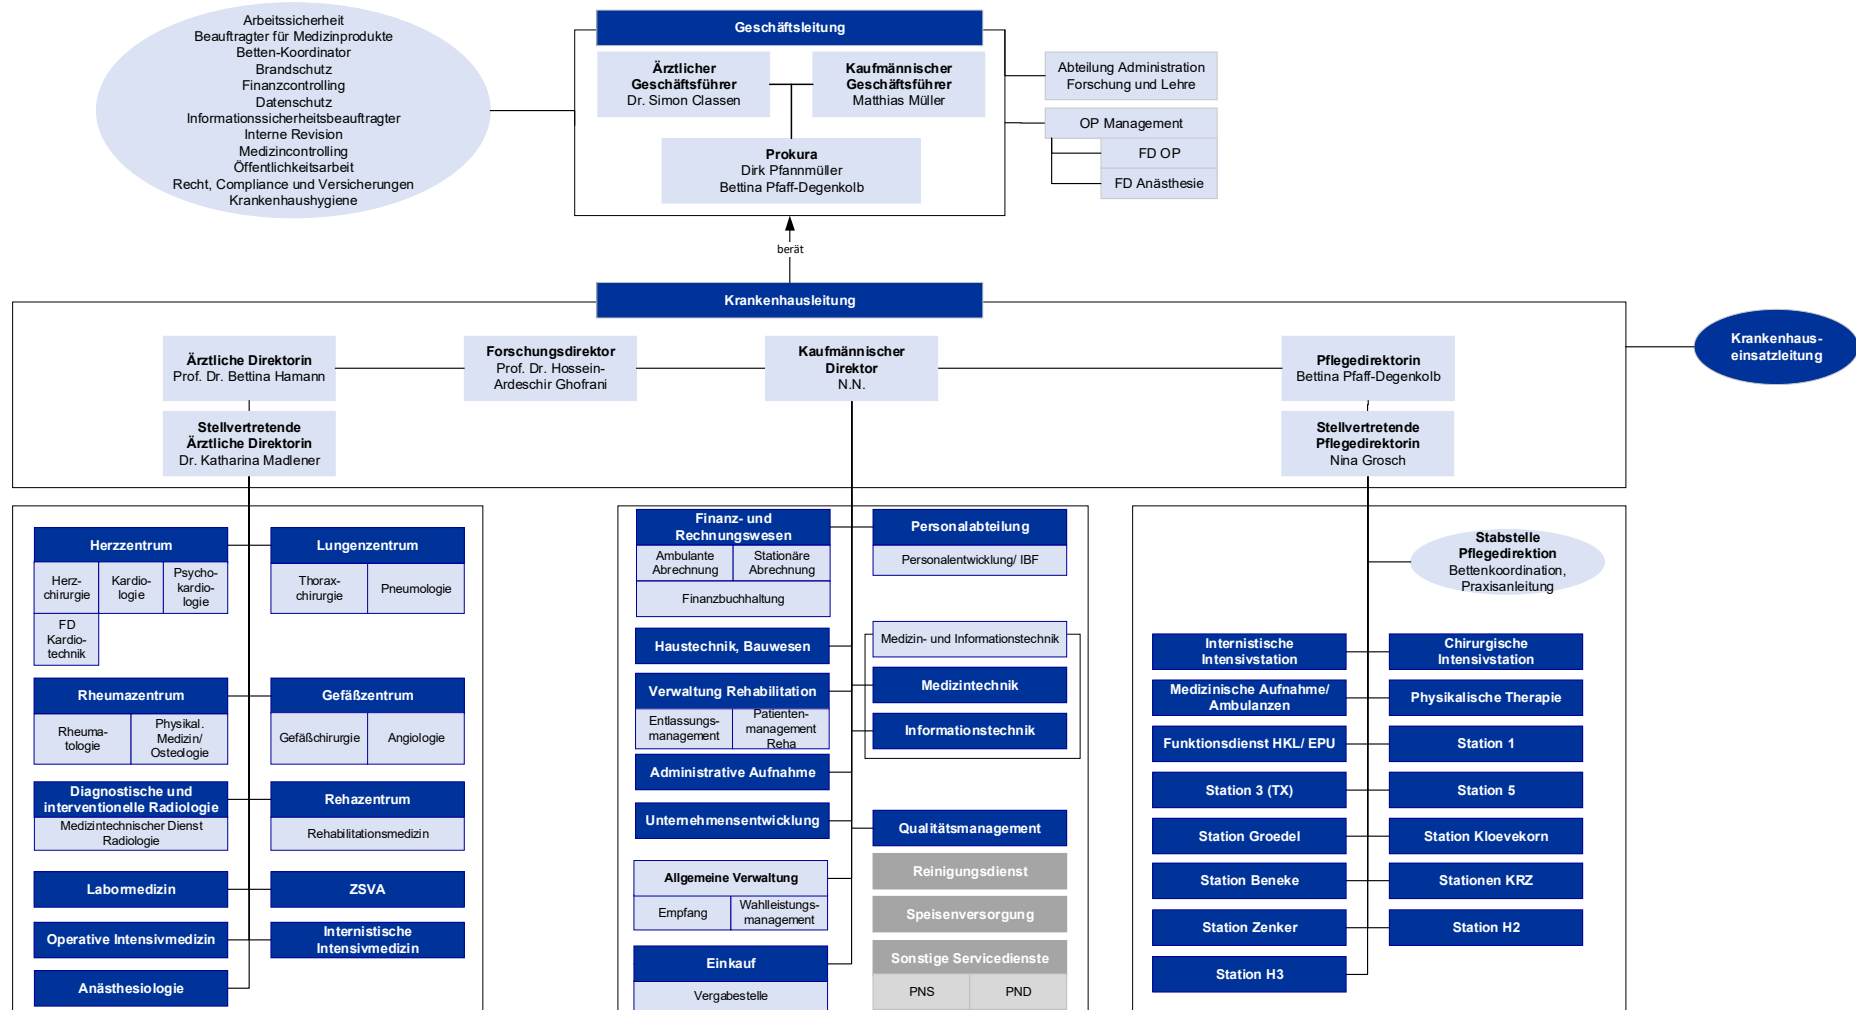 Arbeitssicherheit
Beauftragter für Medizinprodukte
Betten-Koordinator
Brandschutz
Finanzcontrolling
Datenschutz
Informationssicherheitsbeauftragter
Interne Revision
Medizincontrolling
Öffentlichkeitsarbeit
Recht, Compliance und Versicherungen
Krankenhaushygiene
Geschäftsleitung
Ärztlicher
Geschäftsführer
Dr. Simon Classen
Kaufmännischer
Geschäftsführer
Matthias Müller
Prokura
Dirk Pfannmüller
Bettina Pfaff-Degenkolb
Abteilung Administration
Forschung und Lehre
OP Management
FD OP
FD Anästhesie
berät
Krankenhausleitung
Krankenhaus-
einsatzleitung
Ärztliche Direktorin
Prof. Dr. Bettina Hamann
Forschungsdirektor
Prof. Dr. Hossein-
Ardeschir Ghofrani
Kaufmännischer
Direktor
N.N.
Pflegedirektorin
Bettina Pfaff-Degenkolb
Stellvertretende
Ärztliche Direktorin
Dr. Katharina Madlener
Stellvertretende
Pflegedirektorin
Nina Grosch
Herzzentrum
Herz-
chirurgie
Kardio-
logie
Psycho-
kardio-
logie
FD
Kardio-
technik
Lungenzentrum
Thorax-
chirurgie
Pneumologie
Rheumazentrum
Rheuma-
tologie
Physikal.
Medizin/
Osteologie
Gefäßzentrum
Gefäßchirurgie
Angiologie
Diagnostische und
interventionelle Radiologie
Medizintechnischer Dienst
Radiologie
Rehazentrum
Rehabilitationsmedizin
Labormedizin
ZSVA
Operative Intensivmedizin
Internistische
Intensivmedizin
Anästhesiologie
Finanz- und
Rechnungswesen
Ambulante
Abrechnung
Stationäre
Abrechnung
Finanzbuchhaltung
Personalabteilung
Personalentwicklung/ IBF
Haustechnik, Bauwesen
Medizin- und Informationstechnik
Medizintechnik
Informationstechnik
Verwaltung Rehabilitation
Entlassungs-
management
Patienten-
management
Reha
Administrative Aufnahme
Unternehmensentwicklung
Qualitätsmanagement
Reinigungsdienst
Allgemeine Verwaltung
Empfang
Wahlleistungs-
management
Speisenversorgung
Einkauf
Vergabestelle
Sonstige Servicedienste
PNS
PND
Stabstelle
Pflegedirektion
Bettenkoordination,
Praxisanleitung
Internistische
Intensivstation
Chirurgische
Intensivstation
Medizinische Aufnahme/
Ambulanzen
Physikalische Therapie
Funktionsdienst HKL/ EPU
Station 1
Station 3 (TX)
Station 5
Station Groedel
Station Kloevekorn
Station Beneke
Stationen KRZ
Station Zenker
Station H2
Station H3